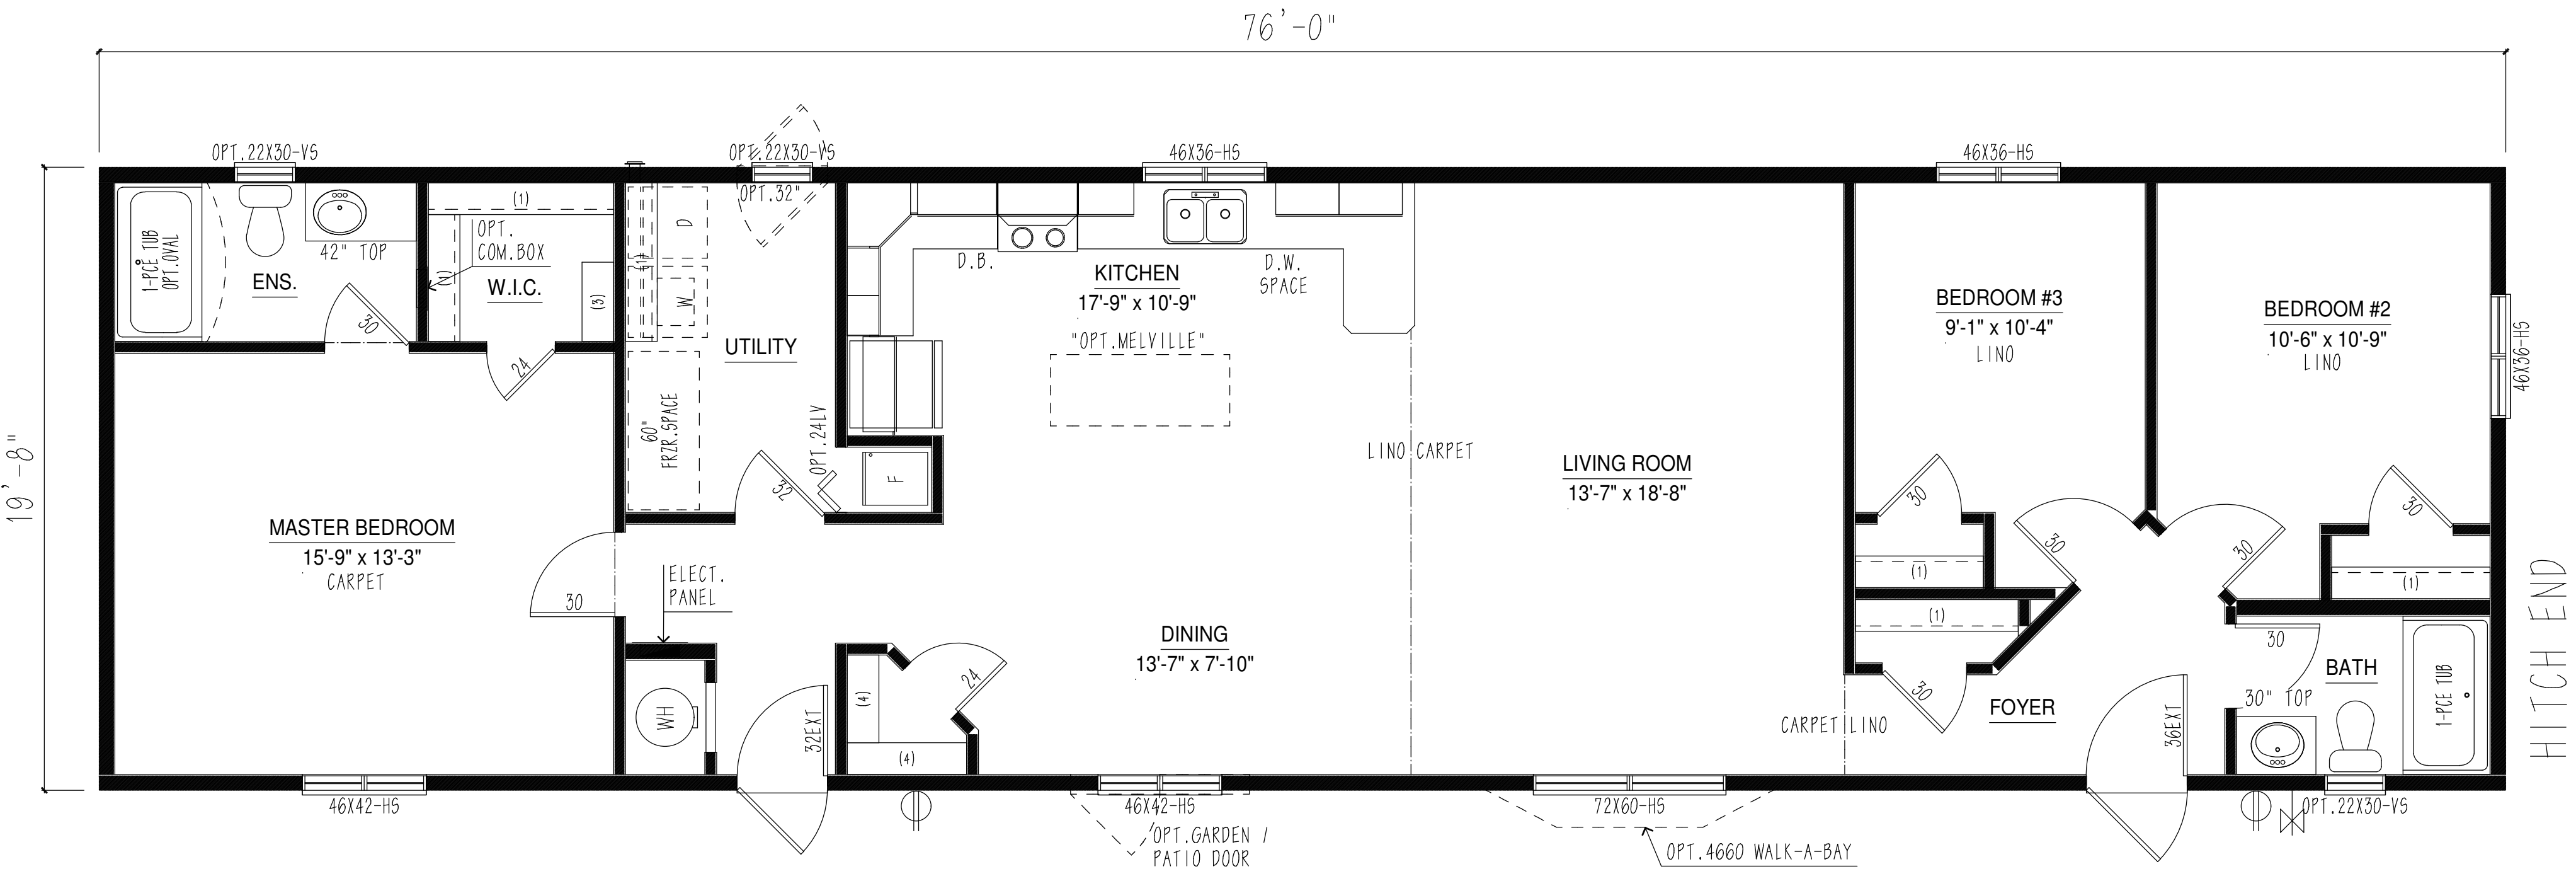 76'-0"
19'-8"
OPT.22X30-VS
OPT.22X30-VS
46X36-HS
46X36-HS
OPT.32"
1-PCE TUB
OPT.OVAL
42" TOP
ENS.
30
(1)
OPT.
COM.BOX
(1)
W.I.C.
(3)
24
(1)
D
W
UTILITY
60"
FRZR.SPACE
OPT.24LV
32
F
D.B.
KITCHEN
17'-9" x 10'-9"
"OPT.MELVILLE"
D.W.
SPACE
LINO
CARPET
LIVING ROOM
13'-7" x 18'-8"
BEDROOM #3
9'-1" x 10'-4"
LINO
BEDROOM #2
10'-6" x 10'-9"
LINO
46X36-HS
30
(1)
30
30
30
(1)
MASTER BEDROOM
15'-9" x 13'-3"
CARPET
30
ELECT.
PANEL
WH
32EXT
(4)
(4)
24
DINING
13'-7" x 7'-10"
(1)
30
CARPET
LINO
FOYER
36EXT
30
BATH
30" TOP
1-PCE TUB
HITCH END
46X42-HS
46X42-HS
OPT.GARDEN /
PATIO DOOR
72X60-HS
OPT.4660 WALK-A-BAY
OPT.22X30-VS